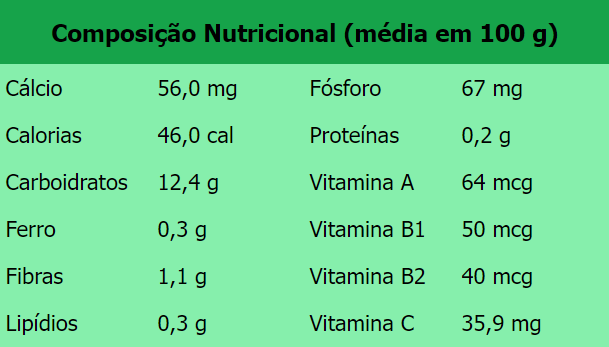 Composição Nutricional (média em 100 g)
Cálcio 56,0 mg Fósforo 67 mg
Calorias 46,0 cal Proteínas 0,2 g
Carboidratos 12,4 g Vitamina A 64 mcg
Ferro 0,3 g Vitamina B1 50 mcg
Fibras 1,1 g Vitamina B2 40 mcg
Lipídios 0,3 g Vitamina C 35,9 mg